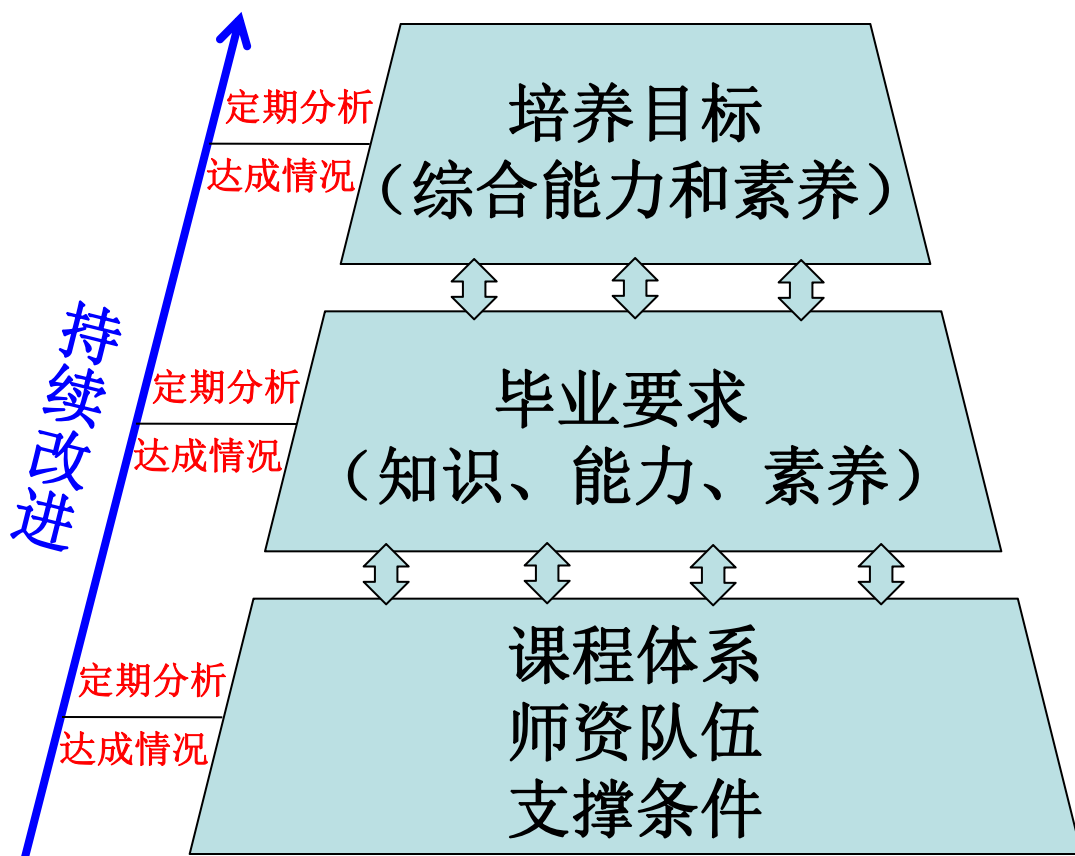 定期分析
达成情况
培养目标
（综合能力和素养）
持续改进
定期分析
达成情况
毕业要求
（知识、能力、素养）
定期分析
达成情况
课程体系
师资队伍
支撑条件